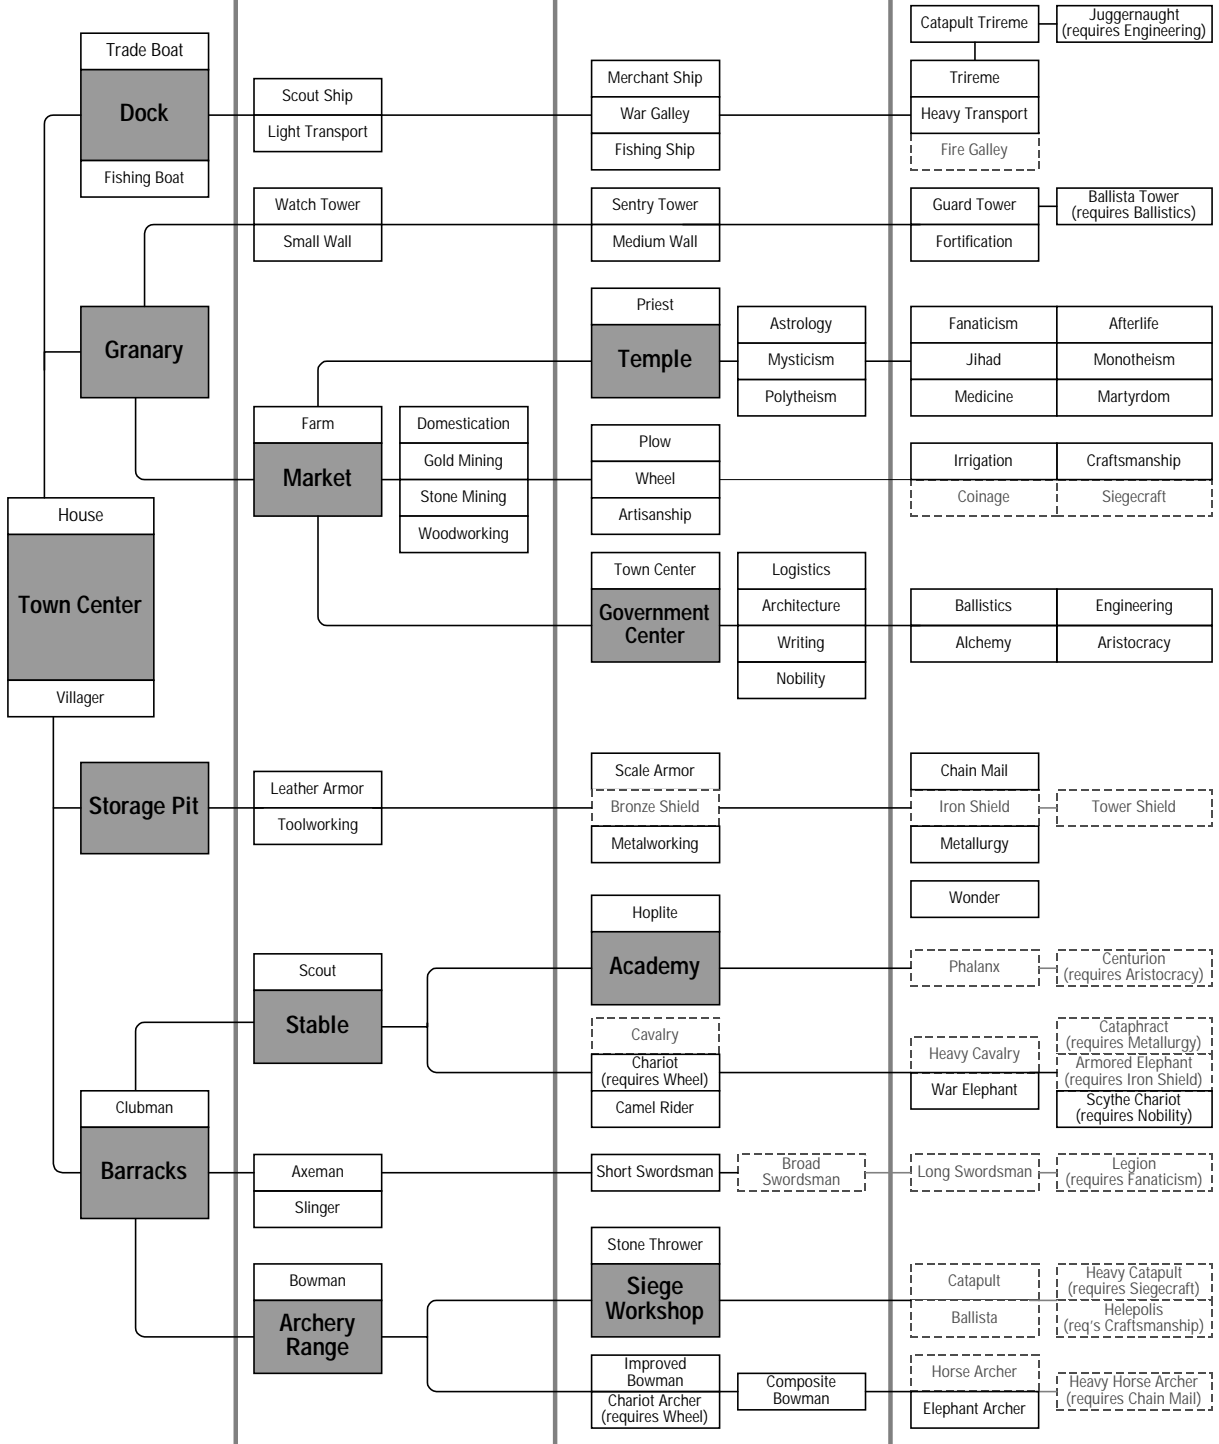 Trade Boat
Dock
Fishing Boat
Scout Ship
Light Transport
Merchant Ship
War Galley
Fishing Ship
Catapult Trireme
Juggernaught
(requires Engineering)
Trireme
Heavy Transport
Fire Galley
Watch Tower
Small Wall
Sentry Tower
Medium Wall
Guard Tower
Fortification
Ballista Tower
(requires Ballistics)
Granary
Priest
Temple
Astrology
Mysticism
Polytheism
Fanaticism
Afterlife
Jihad
Monotheism
Medicine
Martyrdom
Farm
Market
Domestication
Gold Mining
Stone Mining
Woodworking
Plow
Wheel
Artisanship
Irrigation
Craftsmanship
Coinage
Siegecraft
House
Town Center
Villager
Town Center
Government
Center
Logistics
Architecture
Writing
Nobility
Ballistics
Engineering
Alchemy
Aristocracy
Storage Pit
Leather Armor
Toolworking
Scale Armor
Bronze Shield
Metalworking
Chain Mail
Iron Shield
Tower Shield
Metallurgy
Wonder
Hoplite
Academy
Phalanx
Centurion
(requires Aristocracy)
Scout
Stable
Cavalry
Chariot
(requires Wheel)
Camel Rider
Heavy Cavalry
War Elephant
Cataphract
(requires Metallurgy)
Armored Elephant
(requires Iron Shield)
Scythe Chariot
(requires Nobility)
Clubman
Barracks
Axeman
Slinger
Short Swordsman
Broad
Swordsman
Long Swordsman
Legion
(requires Fanaticism)
Stone Thrower
Siege
Workshop
Catapult
Ballista
Heavy Catapult
(requires Siegecraft)
Helepolis
(req's Craftsmanship)
Bowman
Archery
Range
Improved
Bowman
Chariot Archer
(requires Wheel)
Composite
Bowman
Horse Archer
Elephant Archer
Heavy Horse Archer
(requires Chain Mail)